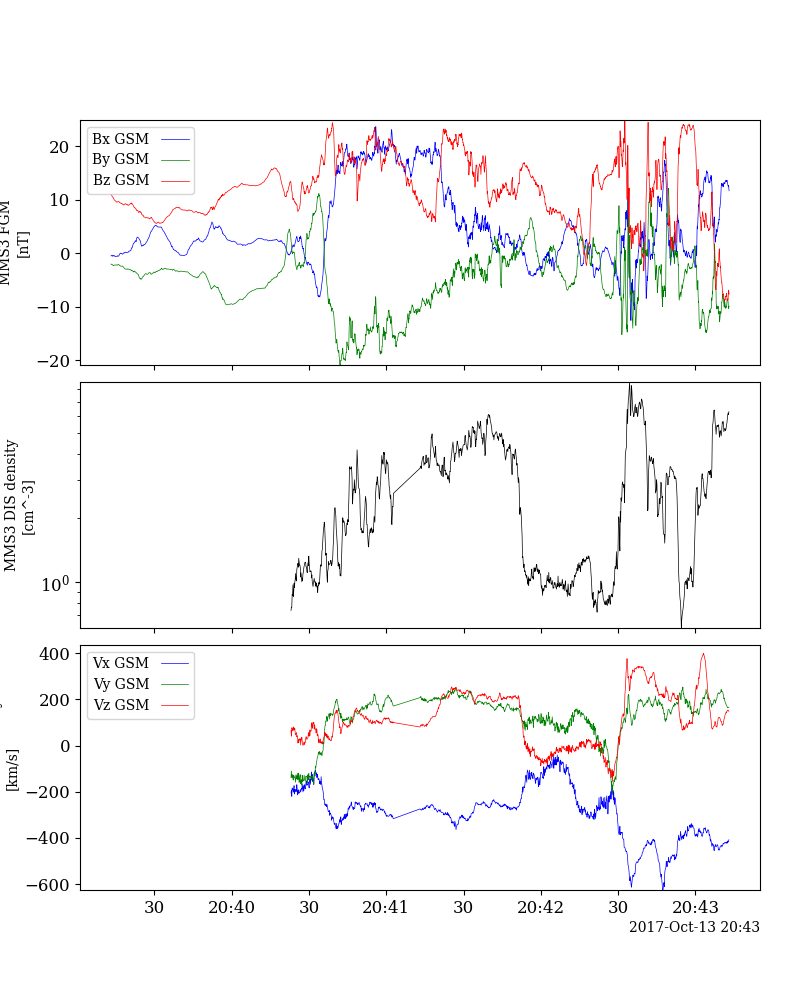 MMS3 FGM
[nT]
Bx GSM
By GSM
Bz GSM
20
10
0
−10
−20
MMS3 DIS density
[cm^-3]
10^0
[km/s]
Vx GSM
Vy GSM
Vz GSM
400
200
0
−200
−400
−600
30
20:40
30
20:41
30
20:42
30
20:43
2017-Oct-13 20:43